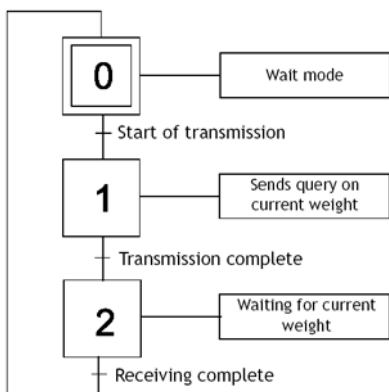 0
Wait mode
Start of transmission
1
Sends query on
current weight
Transmission complete
2
Waiting for current
weight
Receiving complete